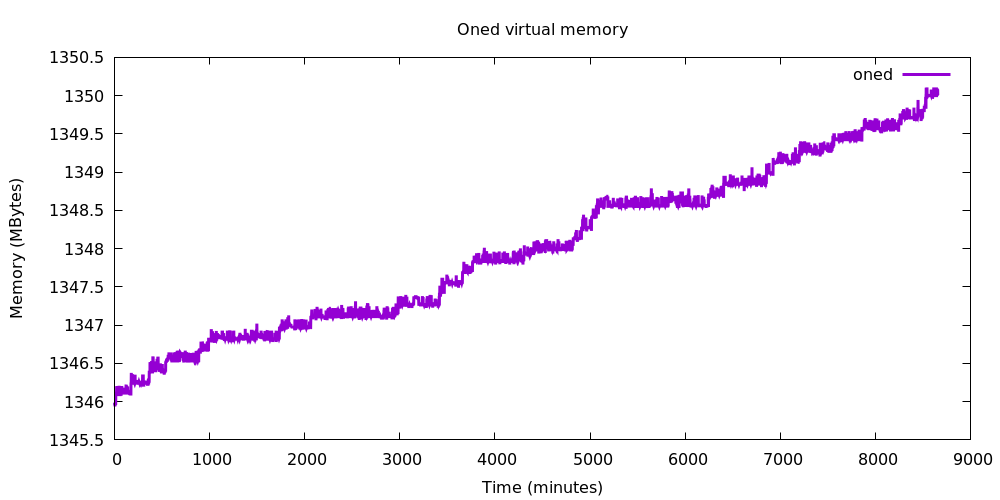 Oned virtual memory
oned
1350.5
1350
1349.5
1349
1348.5
1348
1347.5
1347
1346.5
1346
1345.5
Memory (MBytes)
0 1000 2000 3000 4000 5000 6000 7000 8000 9000
Time (minutes)